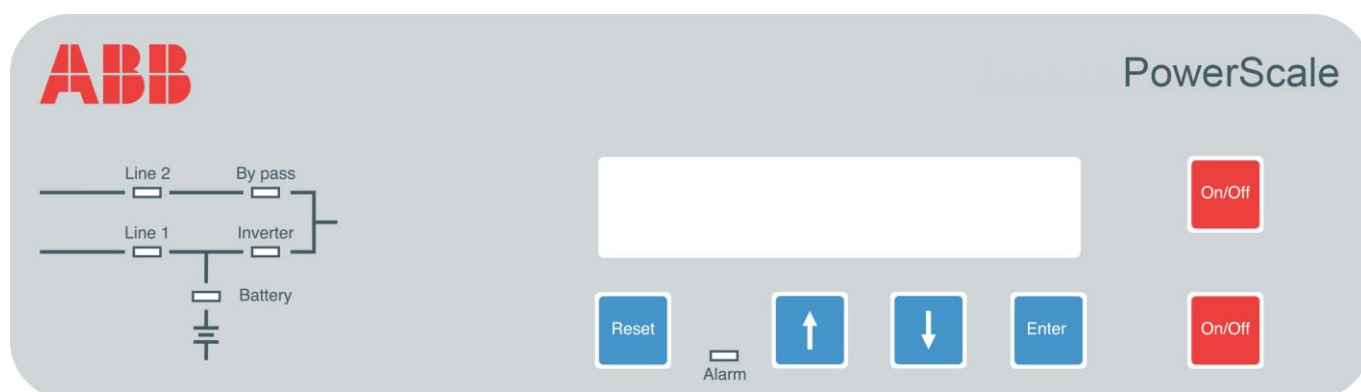 ABB
PowerScale
Line 2
By pass
Line 1
Inverter
Battery
On/Off
Reset
Alarm
Enter
On/Off